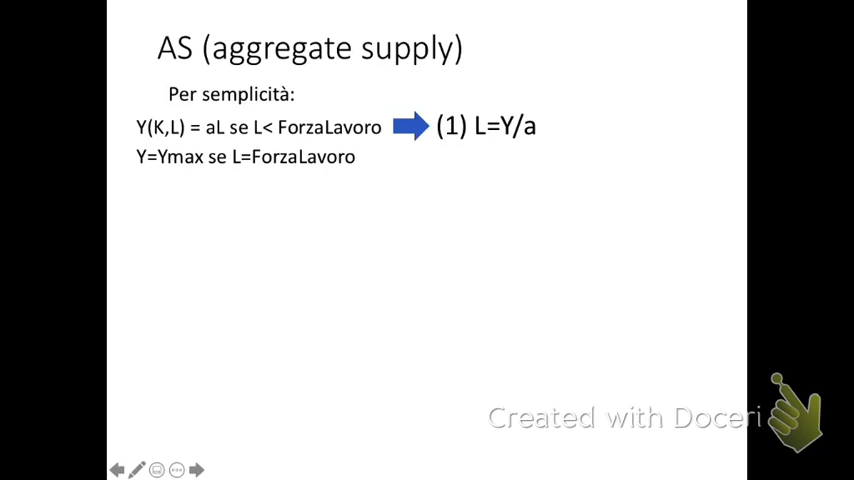 AS (aggregate supply)
Per semplicità:
Y(K,L) = aL se L< ForzaLavoro (1) L=Y/a
Y=Ymax se L=ForzaLavoro
Created with Doceri